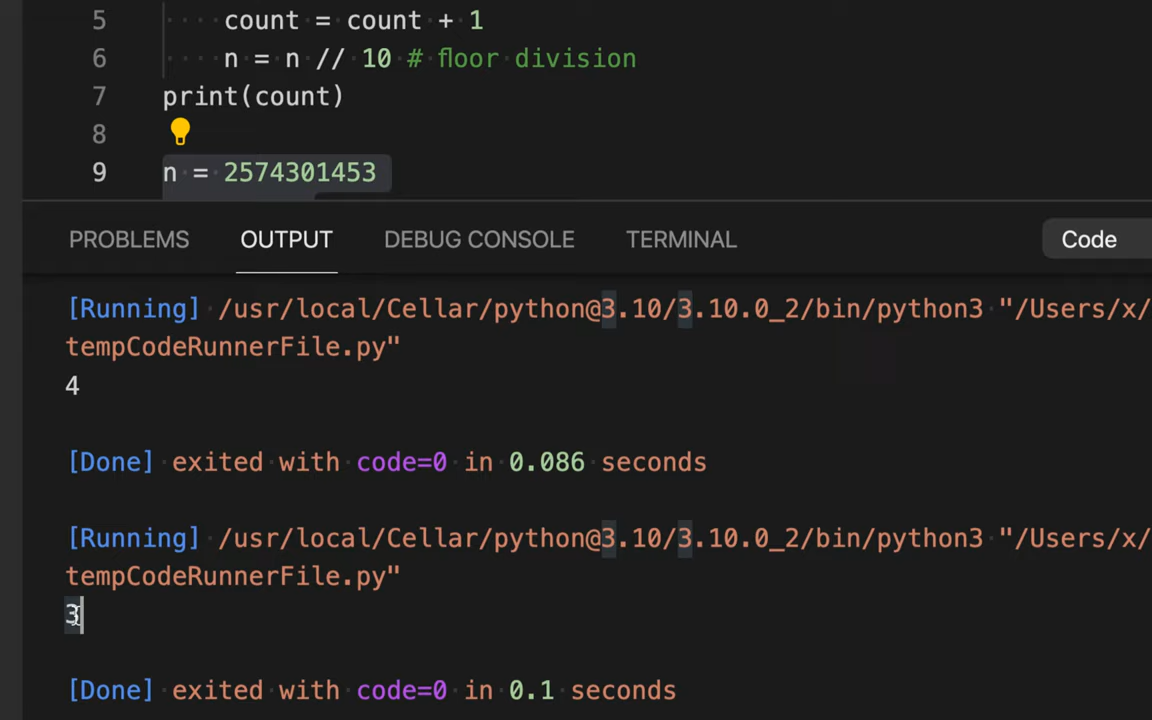 5 count = count + 1
6 n = n // 10 # floor division
7 print(count)
8
9 n = 2574301453
PROBLEMS OUTPUT DEBUG CONSOLE TERMINAL Code
[Running] /usr/local/Cellar/python@3.10/3.10.0_2/bin/python3 "/Users/x/
tempCodeRunnerFile.py"
4
[Done] exited with code=0 in 0.086 seconds
[Running] /usr/local/Cellar/python@3.10/3.10.0_2/bin/python3 "/Users/x/
tempCodeRunnerFile.py"
3
[Done] exited with code=0 in 0.1 seconds